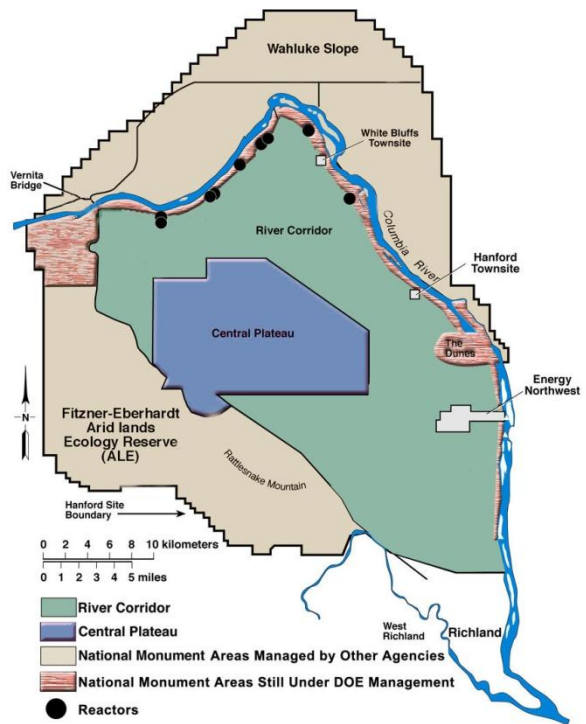 Wahluke Slope
White Bluffs
Townsite
Vernita
Bridge
River Corridor
Columbia River
Hanford
Townsite
Central Plateau
The
Dunes
Energy
Northwest
N
Fitzner-Eberhardt
Arid lands
Ecology Reserve
(ALE)
Rattlesnake Mountain
Hanford Site
Boundary
0 2 4 6 8 10 kilometers
0 1 2 3 4 5 miles
West
Richland
Richland
River Corridor
Central Plateau
National Monument Areas Managed by Other Agencies
National Monument Areas Still Under DOE Management
Reactors